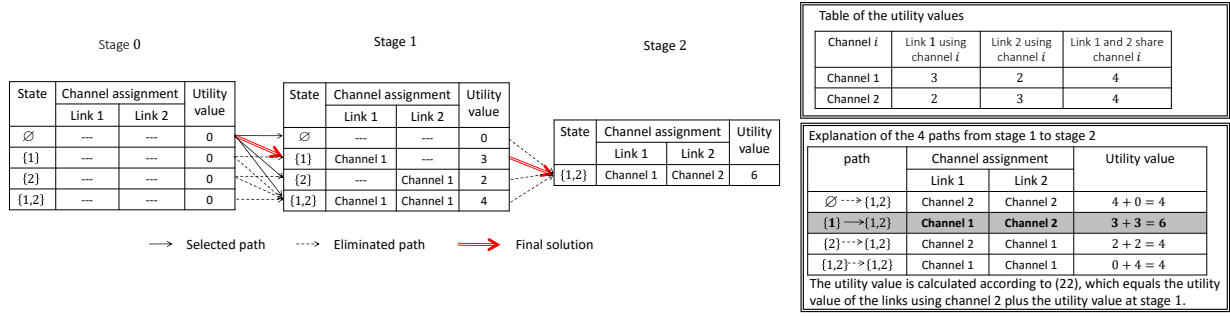 Stage 0
State Channel assignment Utility value
Link 1 Link 2
∅ --- --- 0
{1} --- --- 0
{2} --- --- 0
{1,2} --- --- 0
Stage 1
State Channel assignment Utility value
Link 1 Link 2
∅ --- --- 0
{1} Channel 1 --- 3
{2} --- Channel 1 2
{1,2} Channel 1 Channel 1 4
Stage 2
State Channel assignment Utility value
Link 1 Link 2
{1,2} Channel 1 Channel 2 6
Selected path Eliminated path Final solution
Table of the utility values
Channel i Link 1 using channel i Link 2 using channel i Link 1 and 2 share channel i
Channel 1 3 2 4
Channel 2 2 3 4
Explanation of the 4 paths from stage 1 to stage 2
path Channel assignment Utility value
Link 1 Link 2
∅ ⇢ {1,2} Channel 2 Channel 2 4 + 0 = 4
{1} → {1,2} Channel 1 Channel 2 3 + 3 = 6
{2} ⇢ {1,2} Channel 2 Channel 1 2 + 2 = 4
{1,2} ⇢ {1,2} Channel 1 Channel 1 0 + 4 = 4
The utility value is calculated according to (22), which equals the utility
value of the links using channel 2 plus the utility value at stage 1.